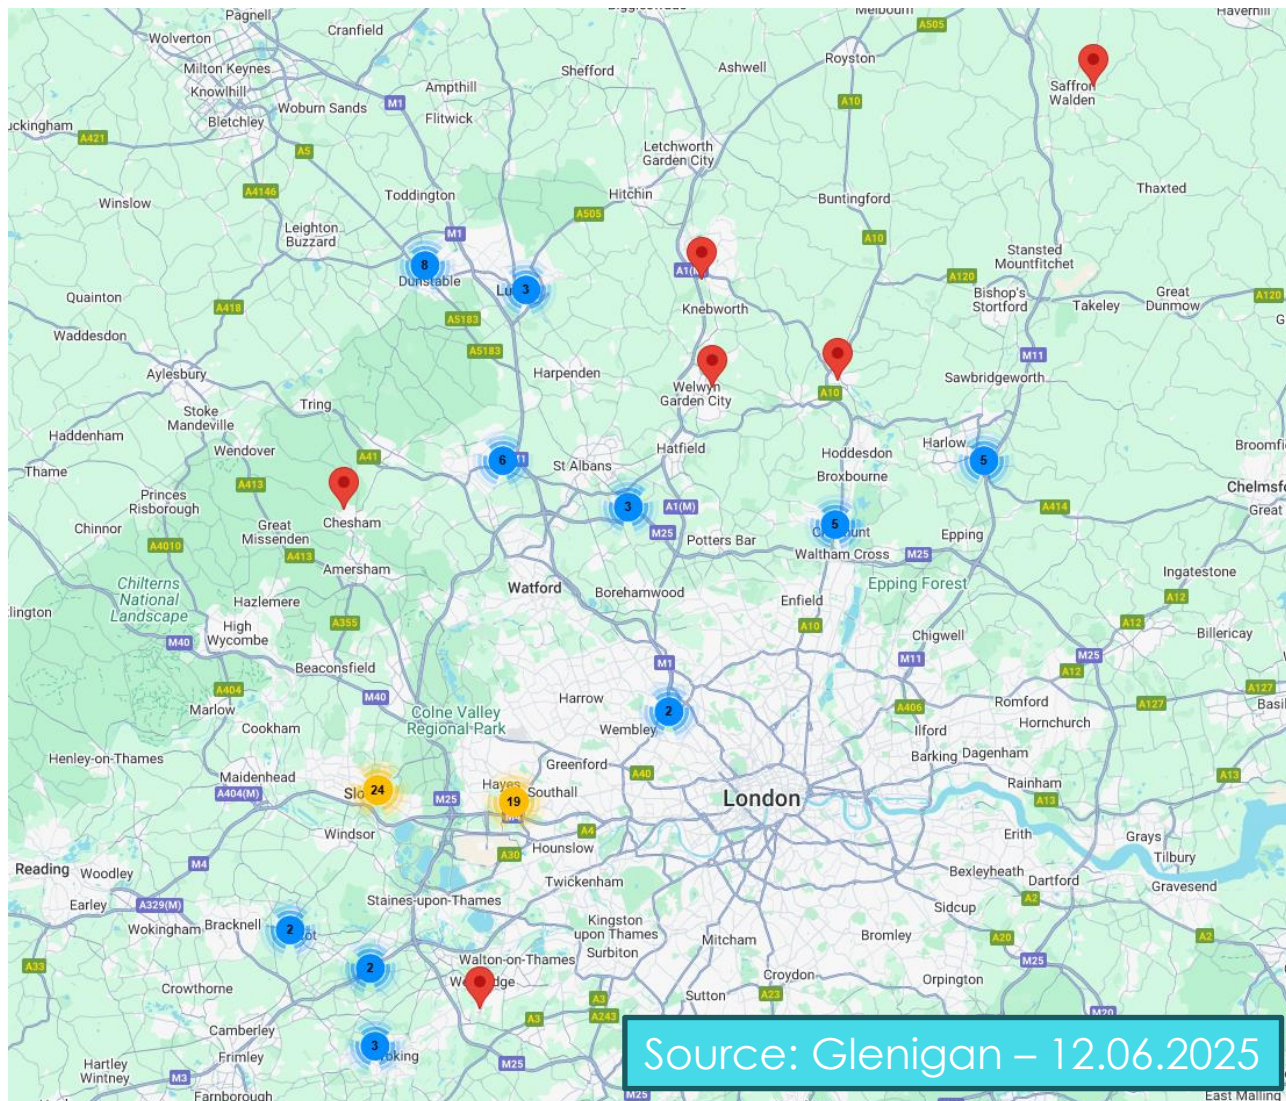 Pagnell
Cranfield
Melbourn
A505
Haverhill
Wolverton
Royston
Milton Keynes
Shefford
Ashwell
Knowlhill
Ampthill
Saffron
Walden
Woburn Sands
M1
A10
Bletchley
Flitwick
uckingham
A421
A5
Letchworth
Garden City
A4146
Toddington
Hitchin
Buntingford
Thaxted
Winslow
A505
Leighton
Buzzard
M1
A10
Stansted
Mountfitchet
8
Dunstable
A1(M)
A120
3
Quainton
Bishop's
Stortford
Great
Dunmow
A120
A418
Knebworth
Takeley
A5183
Waddesdon
A5183
M11
Aylesbury
Harpenden
Welwyn
Garden City
A10
Sawbridgeworth
Tring
Stoke
Mandeville
Haddenham
Wendover
A41
6
St Albans
Hatfield
Hoddesdon
Harlow
5
Thame
A413
Broxbourne
Princes
Risborough
3
A1(M)
A414
Great
Chinnor
Great
Missenden
Chesham
M25
5
Epping
A4010
A413
Potters Bar
Waltham Cross
M25
Amersham
Ingatestone
Chilterns
National
Landscape
Watford
Borehamwood
Enfield
Epping Forest
Hazlemere
A12
High
Wycombe
A355
A10
A12
Billericay
M40
Chigwell
Beaconsfield
M1
M11
M25
A404
M40
Harrow
A12
A127
Marlow
Colne Valley
Regional Park
2
A406
Romford
A127
Cookham
Wembley
Ilford
Hornchurch
Henley-on-Thames
Greenford
Barking
Dagenham
Maidenhead
24
Hayes
A40
Rainham
A13
A404(M)
M25
19
Southall
London
A13
Windsor
A4
Erith
Grays
Hounslow
A30
Tilbury
M4
Reading
Woodley
Twickenham
Bexleyheath
Dartford
Gravesend
Earley
A329(M)
Staines-upon-Thames
A2
Wokingham
Bracknell
2
Kingston
upon Thames
Sidcup
A2
Surbiton
Mitcham
Bromley
A20
A33
2
Walton-on-Thames
M25
Crowthorne
Croydon
Orpington
A3
Sutton
A23
M20
Camberley
A3
A243
Frimley
3
Hartley
Wintney
M25
Source: Glenigan – 12.06.2025
M3
Farnborough
M25
East Malling